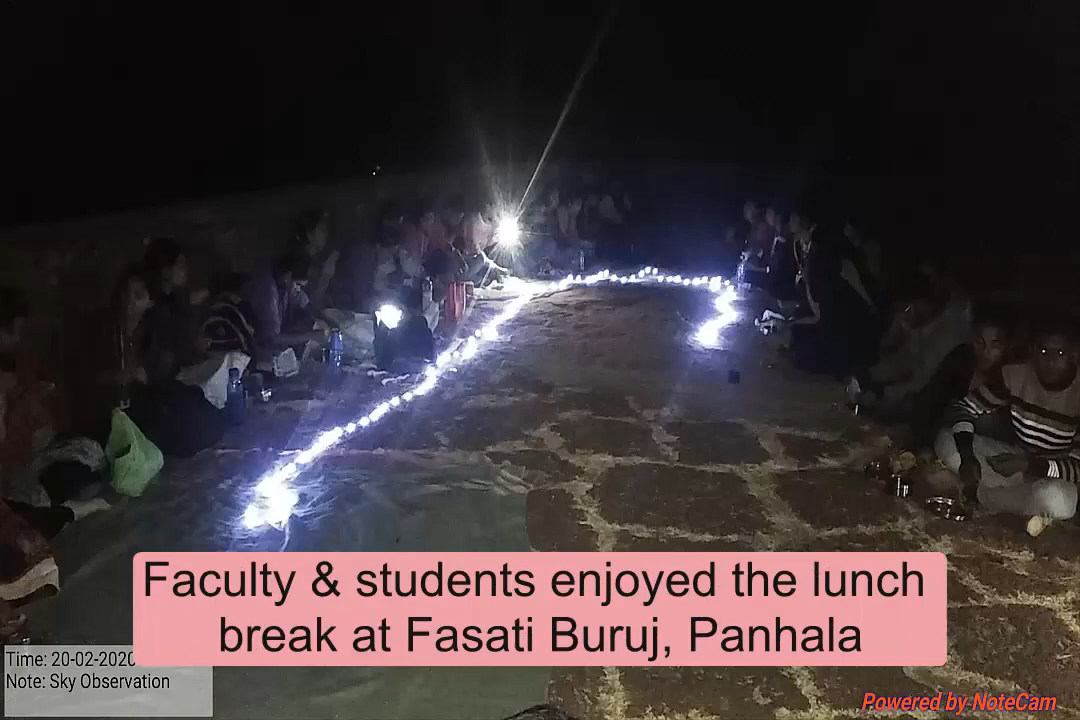 Faculty & students enjoyed the lunch
break at Fasati Buruj, Panhala
Time: 20-02-2020
Note: Sky Observation
Powered by NoteCam